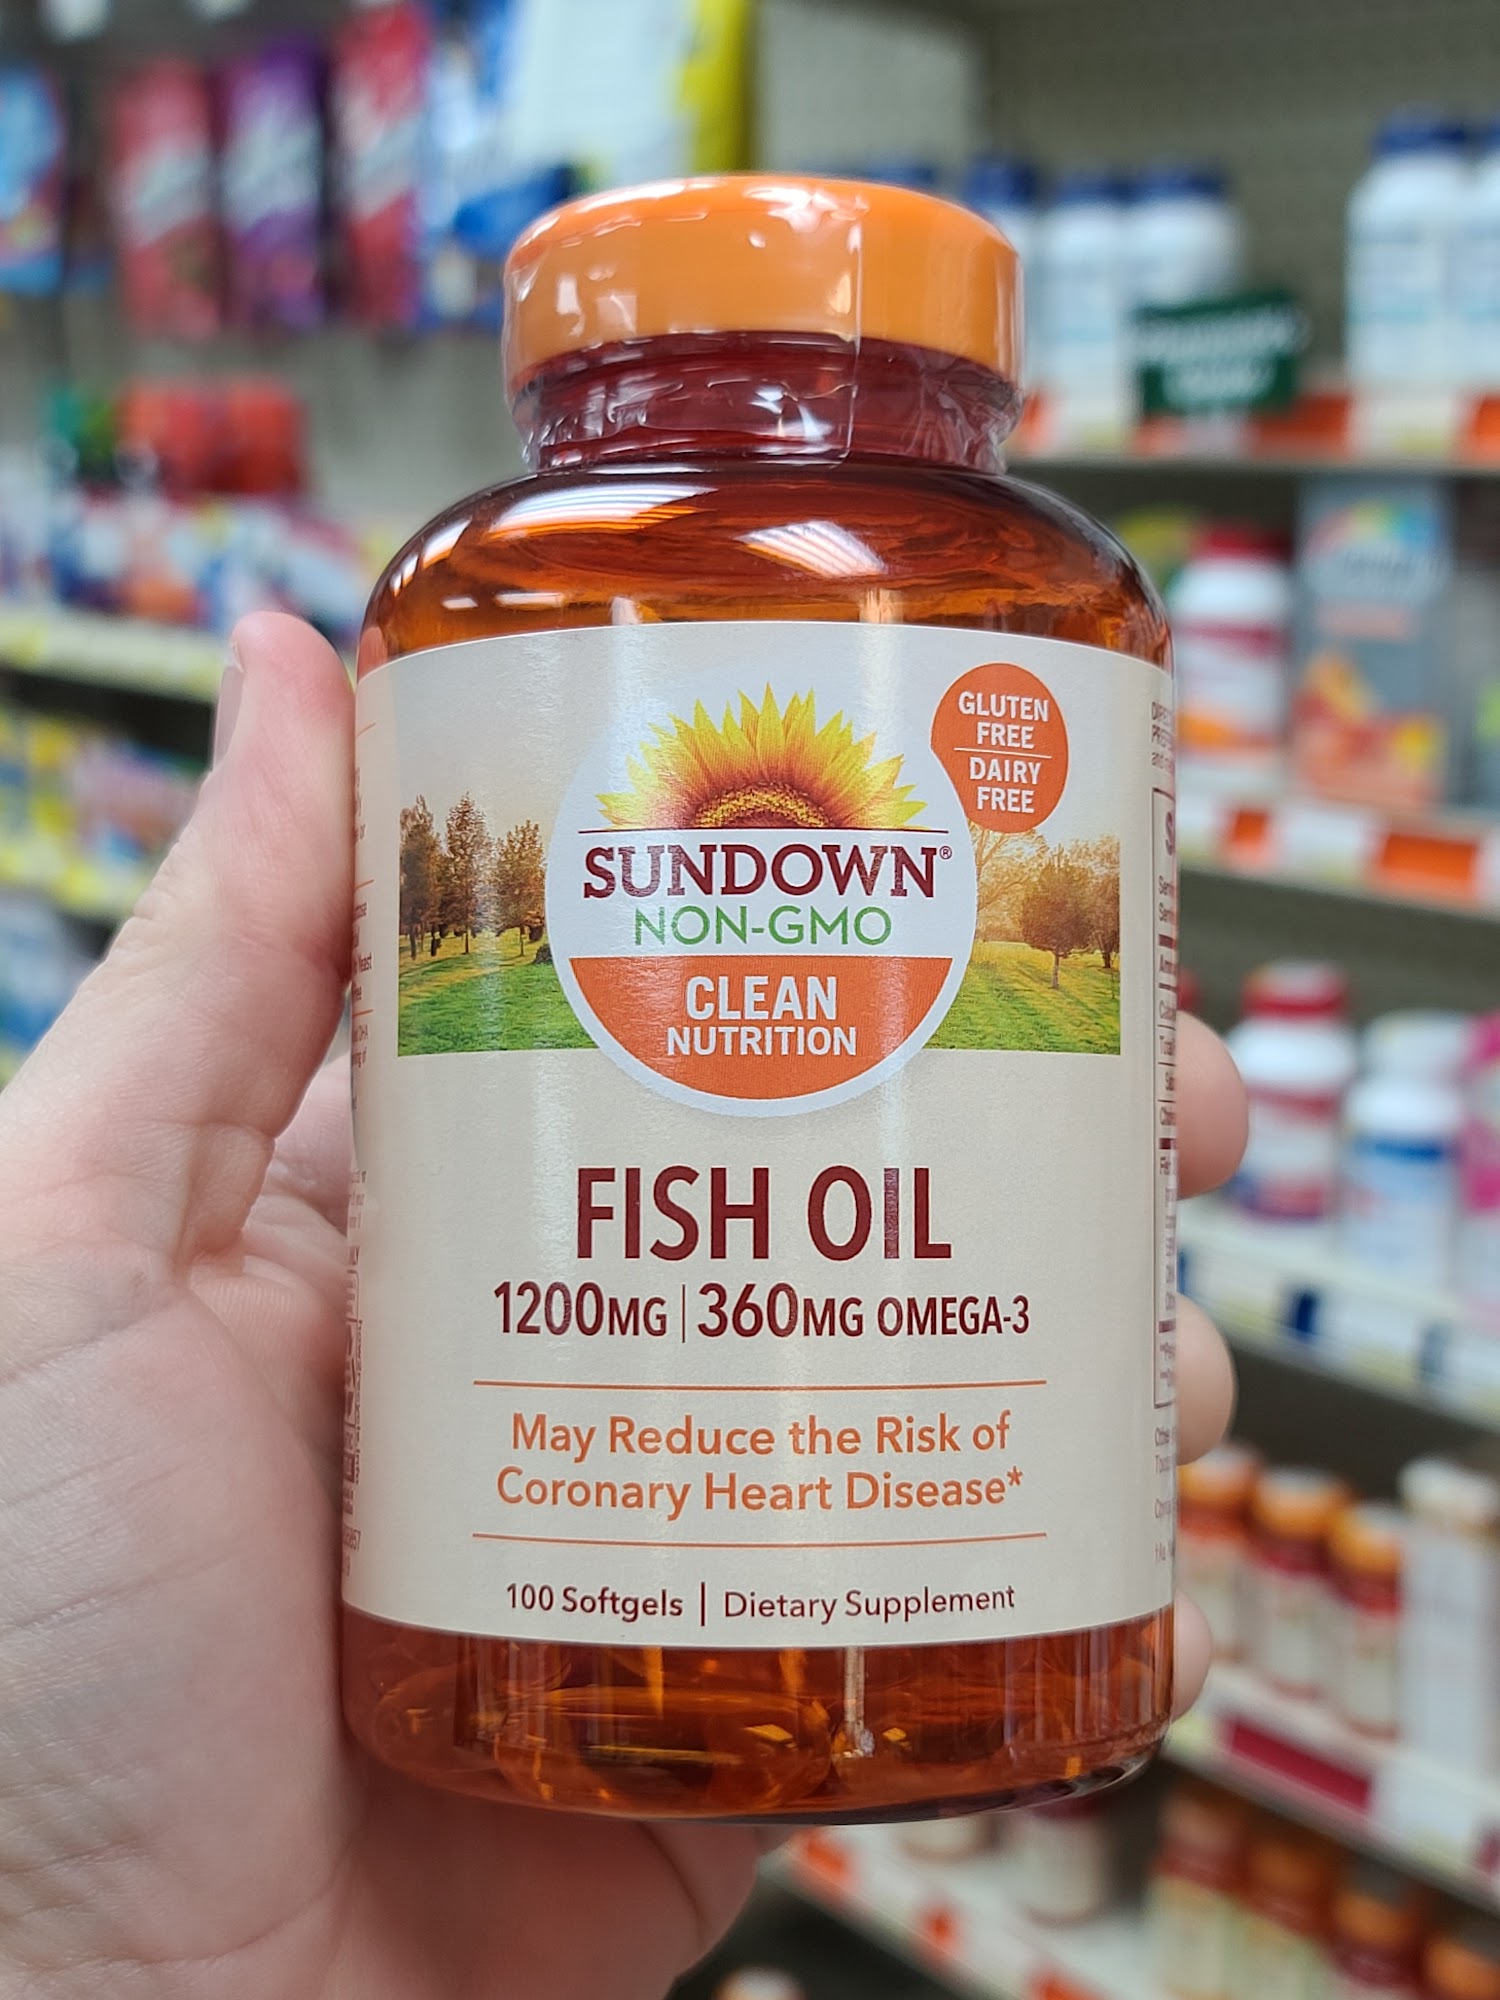 GLUTEN
FREE
DAIRY
FREE
SUNDOWN®
NON-GMO
CLEAN
NUTRITION
FISH OIL
1200MG | 360MG OMEGA-3
May Reduce the Risk of
Coronary Heart Disease*
100 Softgels | Dietary Supplement